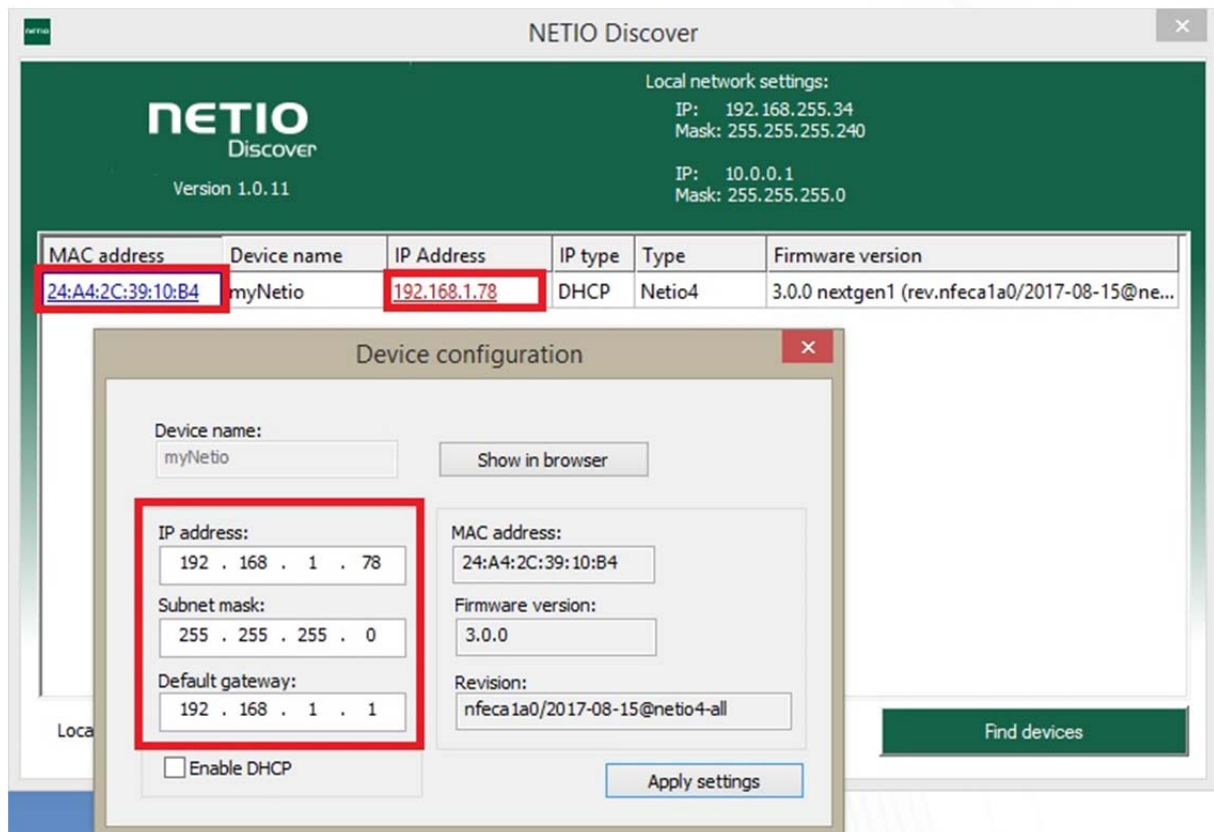 NETIO
NETIO Discover
Local network settings:
IP: 192.168.255.34
Mask: 255.255.255.240
IP: 10.0.0.1
Mask: 255.255.255.0
NETIO
Discover
Version 1.0.11
MAC address Device name IP Address IP type Type Firmware version
24:A4:2C:39:10:B4 myNetio 192.168.1.78 DHCP Netio4 3.0.0 nextgen1 (rev.nfeca1a0/2017-08-15@ne...
Device configuration
Device name:
myNetio
Show in browser
IP address:
192 . 168 . 1 . 78
Subnet mask:
255 . 255 . 255 . 0
Default gateway:
192 . 168 . 1 . 1
Enable DHCP
MAC address:
24:A4:2C:39:10:B4
Firmware version:
3.0.0
Revision:
nfeca1a0/2017-08-15@netio4-all
Apply settings
Loca
Find devices